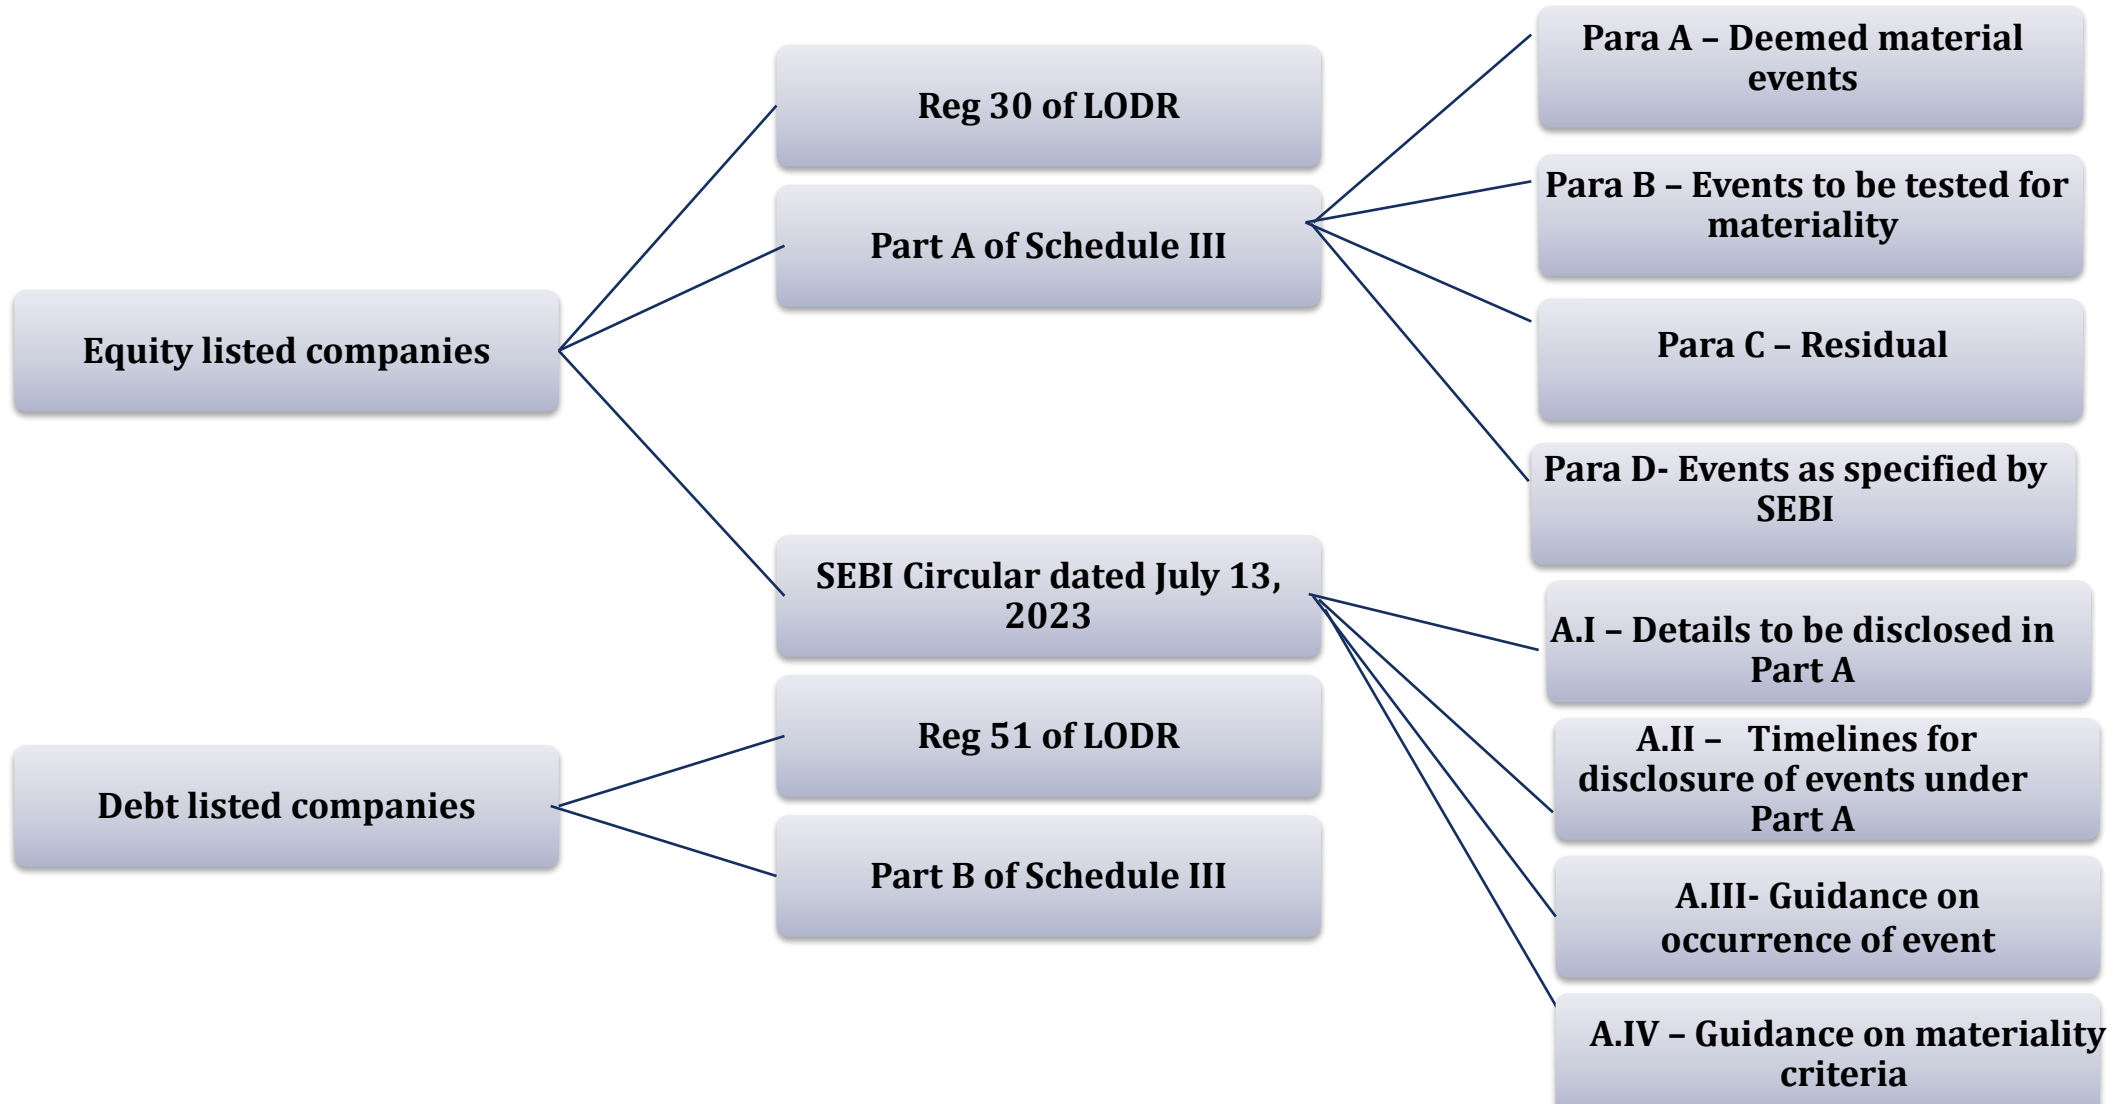 Equity listed companies
Reg 30 of LODR
Part A of Schedule III
Para A – Deemed material
events
Para B – Events to be tested for
materiality
Para C – Residual
Para D- Events as specified by
SEBI
SEBI Circular dated July 13,
2023
A.I – Details to be disclosed in
Part A
A.II –   Timelines for
disclosure of events under
Part A
A.III- Guidance on
occurrence of event
A.IV – Guidance on materiality
criteria
Debt listed companies
Reg 51 of LODR
Part B of Schedule III